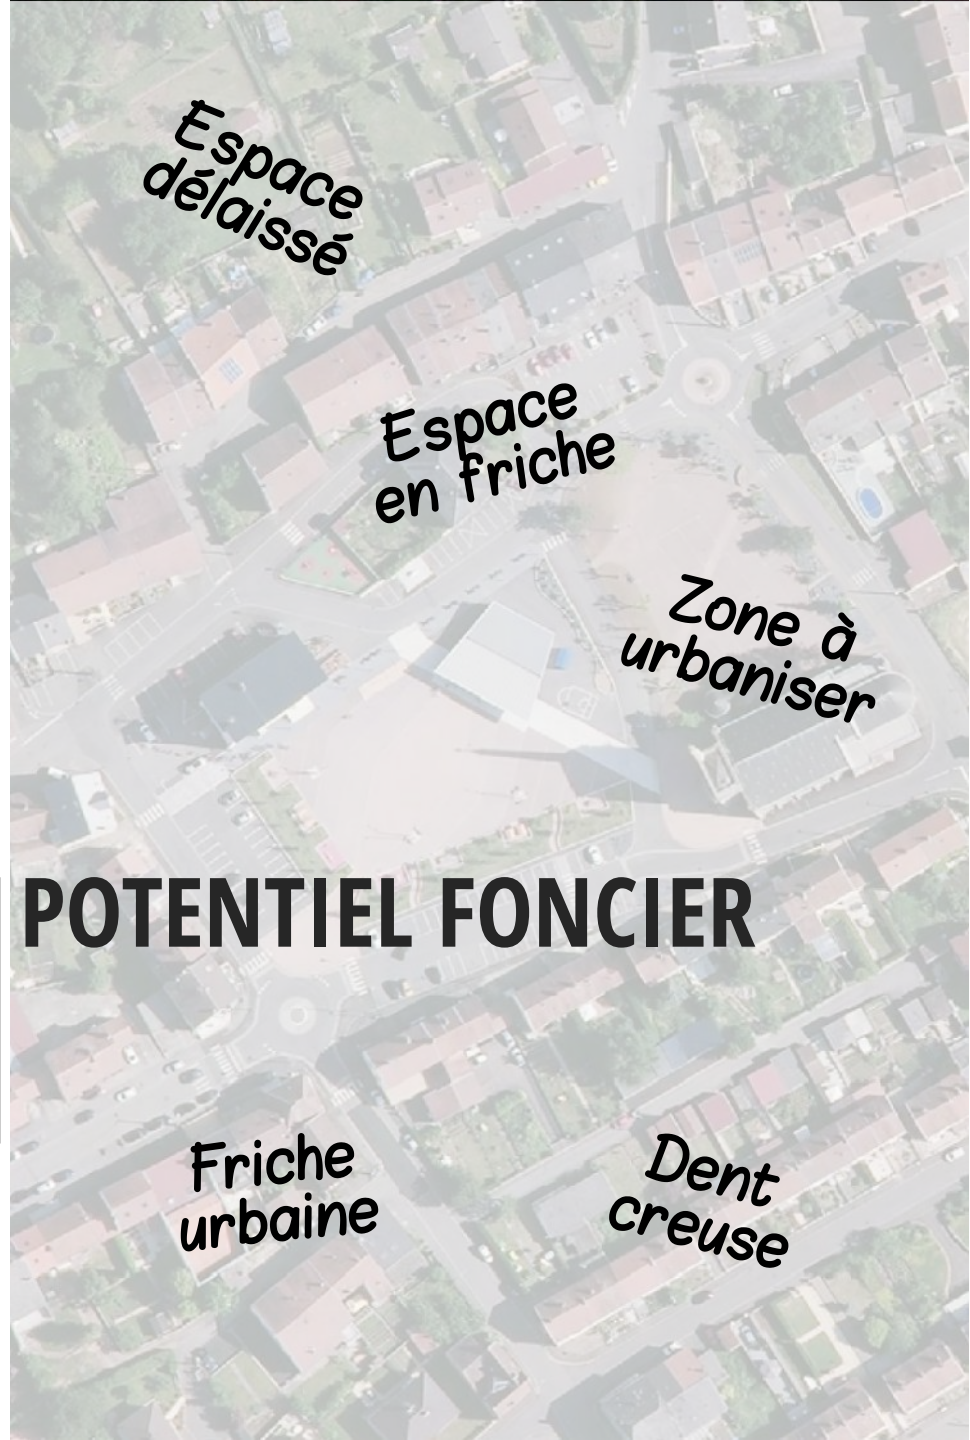 Espace
délaissé
Espace
en friche
Zone à
urbaniser
POTENTIEL FONCIER
Friche
urbaine
Dent
creuse